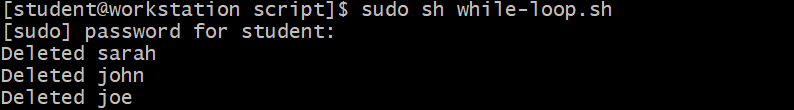 [student@workstation script]$ sudo sh while-loop.sh
[sudo] password for student:
Deleted sarah
Deleted john
Deleted joe